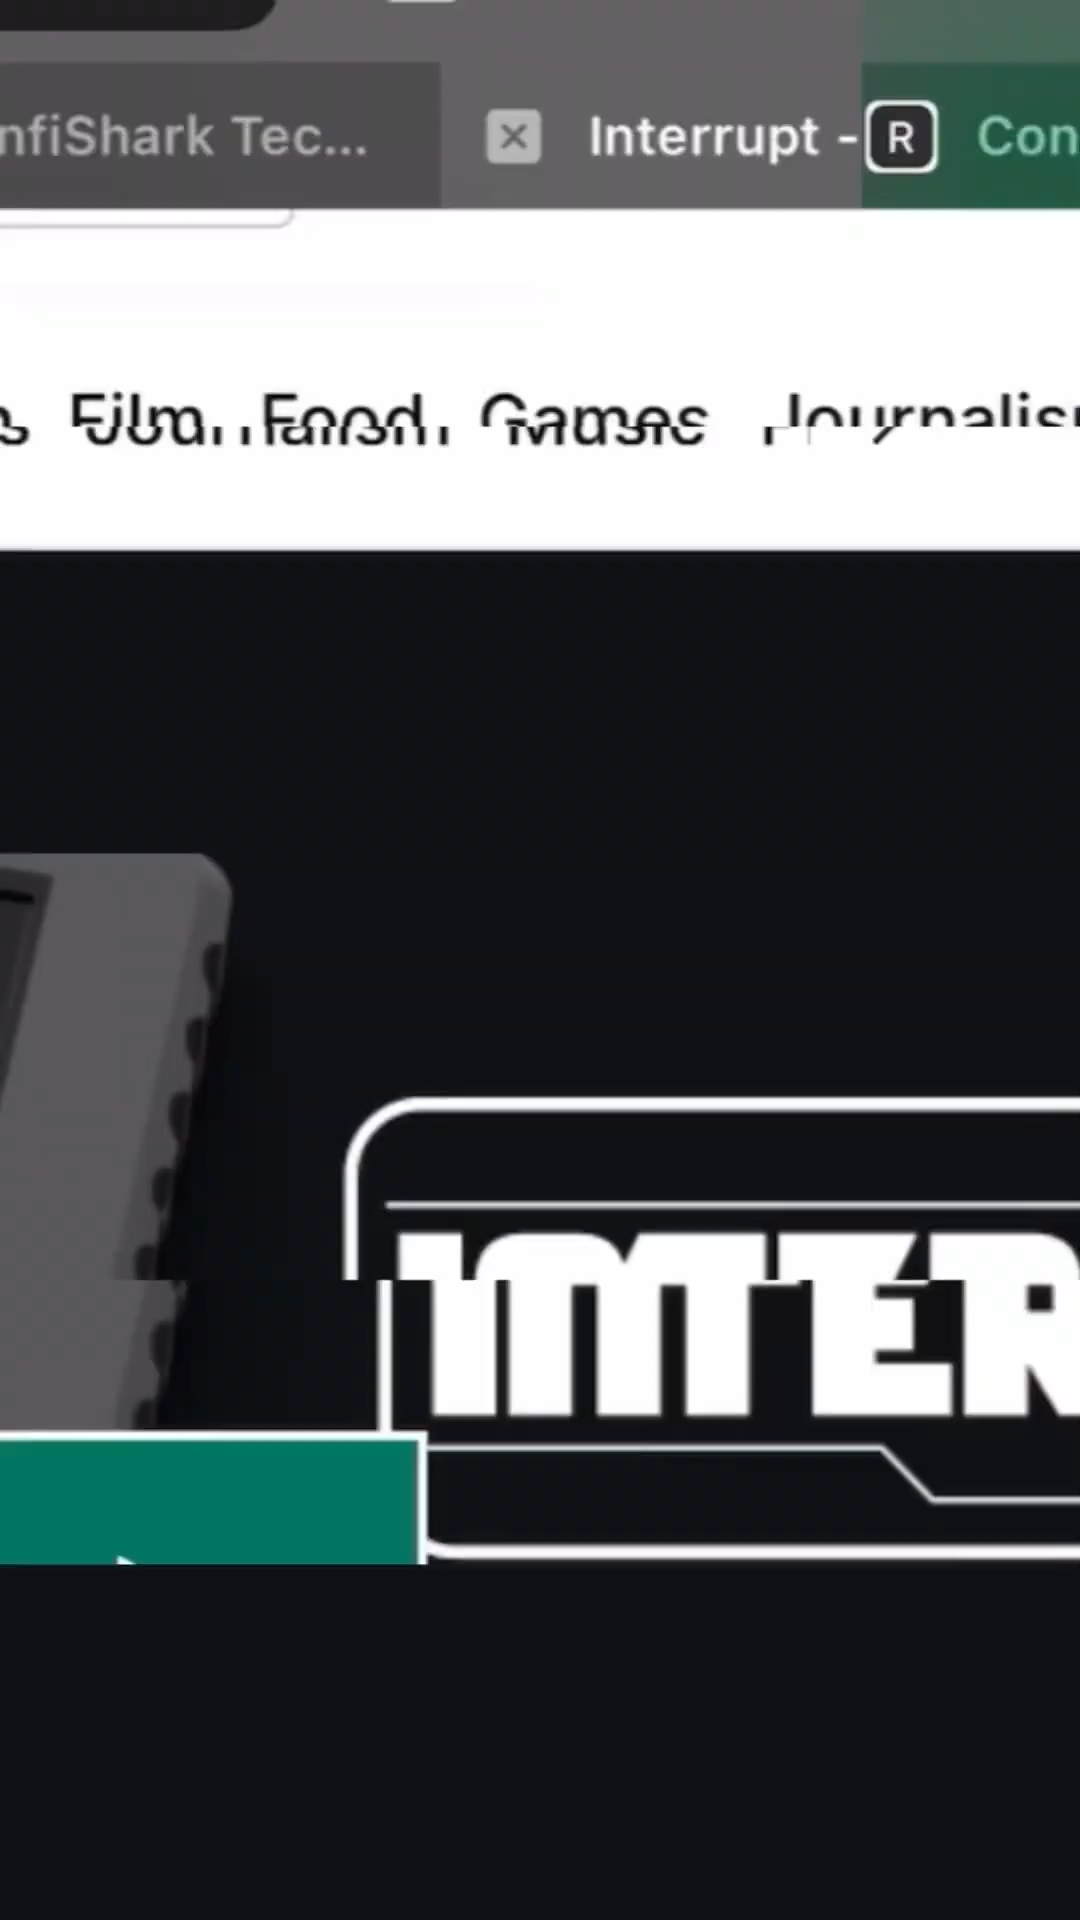 nfiShark Tec...
Interrupt -
R Con
Film Food Games
INTER